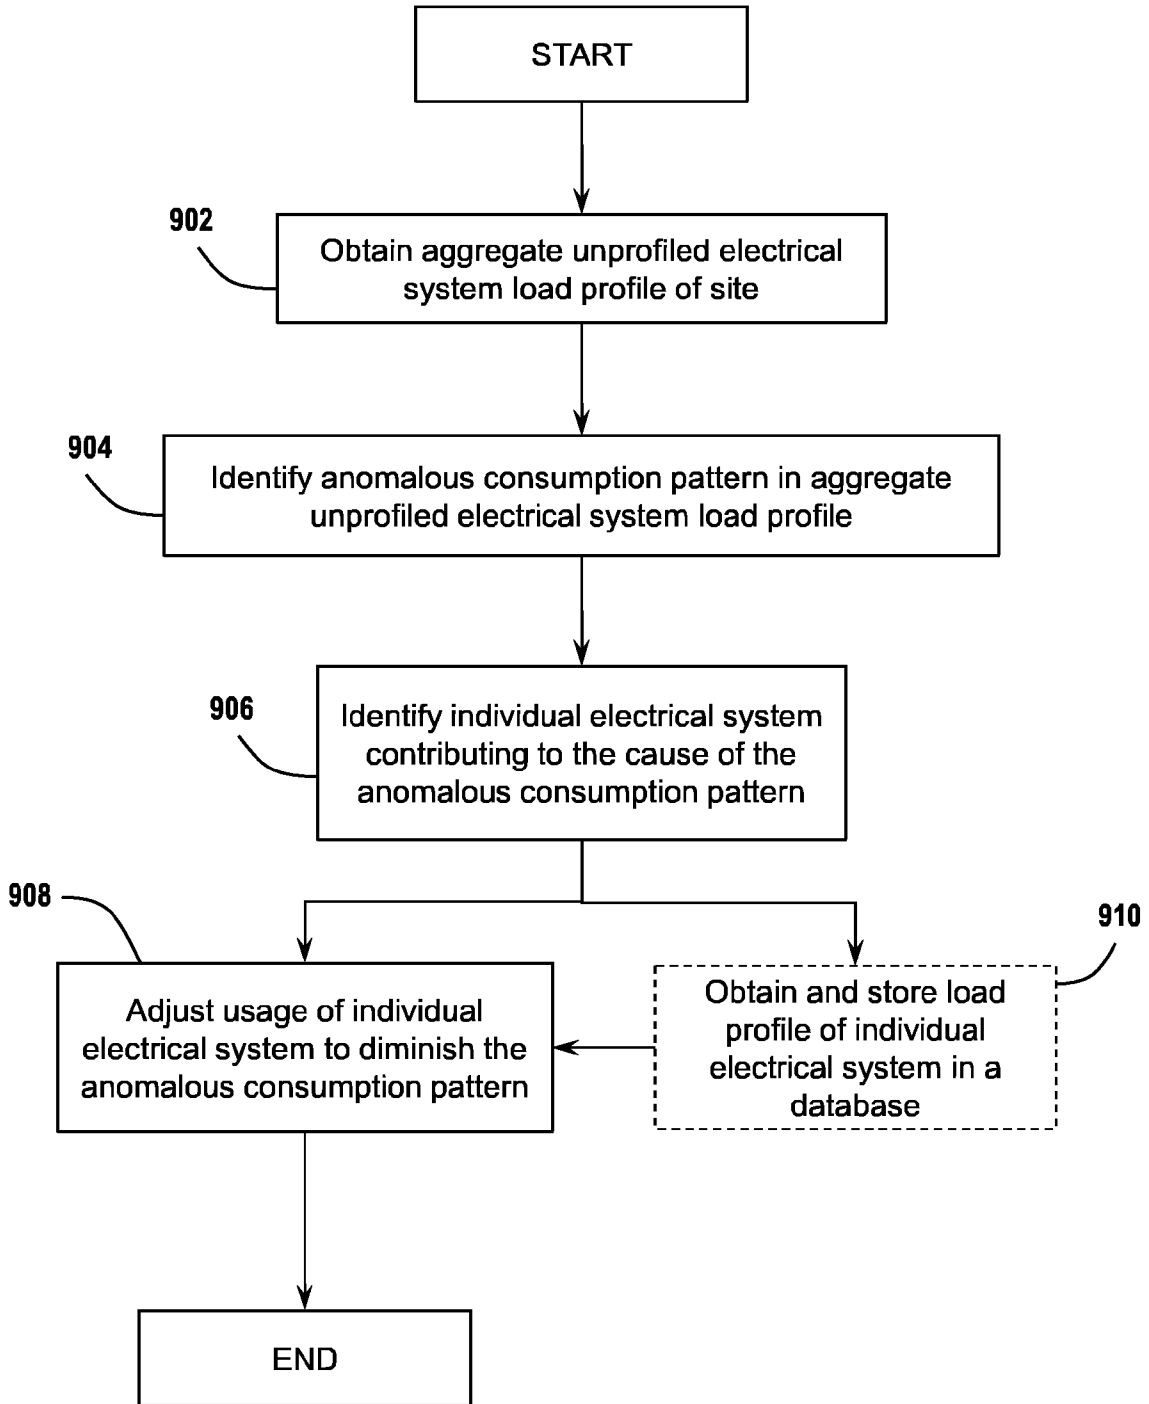 START
902
Obtain aggregate unprofiled electrical
system load profile of site
904
Identify anomalous consumption pattern in aggregate
unprofiled electrical system load profile
906
Identify individual electrical system
contributing to the cause of the
anomalous consumption pattern
908
Adjust usage of individual
electrical system to diminish the
anomalous consumption pattern
910
Obtain and store load
profile of individual
electrical system in a
database
END